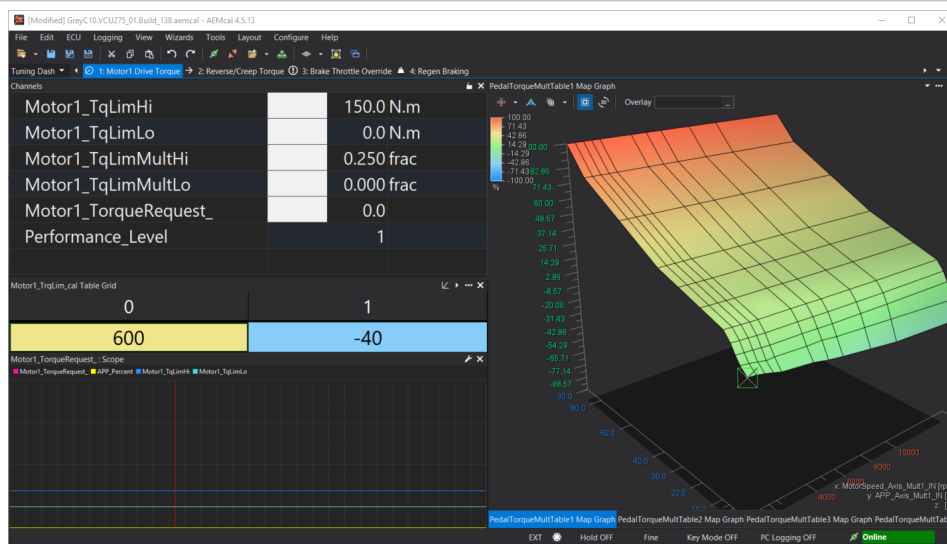 [Modified] GreyC10.VCU275_01.Build_138.aemcal - AEMcal 4.5.13
File Edit ECU Logging View Wizards Tools Layout Configure Help
Tuning Dash 1: Motor1 Drive Torque 2: Reverse/Creep Torque 3: Brake Throttle Override 4: Regen Braking
Channels
Motor1_TqLimHi 150.0 N.m
Motor1_TqLimLo 0.0 N.m
Motor1_TqLimMultHi 0.250 frac
Motor1_TqLimMultLo 0.000 frac
Motor1_TorqueRequest_ 0.0
Performance_Level 1
Motor1_TrqLim_cal Table Grid
0 1
600 -40
Motor1_TorqueRequest_ : Scope
Motor1_TorqueRequest_ APP_Percent Motor1_TqLimHi Motor1_TqLimLo
PedalTorqueMultTable1 Map Graph
Overlay
100.00
71.43
42.86
14.29
-14.29
-42.86
-71.43
-100.00
%
71.43
60.00
48.57
37.14
25.71
14.29
2.86
-8.57
-20.00
-31.43
-42.86
-54.29
-65.71
-77.14
-88.57
90.0
80.0
60.0
40.0
30.0
20.0
10000
8000
4000
x: MotorSpeed_Axis_Mult1_IN [rp
y: APP_Axis_Mult1_IN [
z: [
PedalTorqueMultTable1 Map Graph PedalTorqueMultTable2 Map Graph PedalTorqueMultTable3 Map Graph PedalTorqueMultTab
EXT Hold OFF Fine Key Mode OFF PC Logging OFF Online